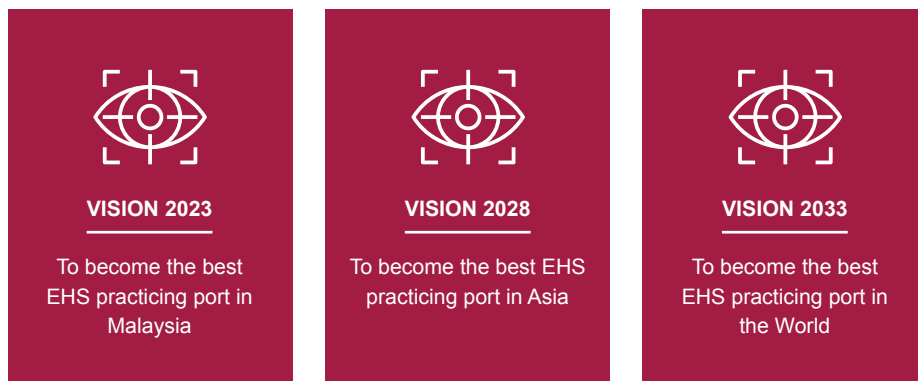 VISION 2023
To become the best
EHS practicing port in
Malaysia
VISION 2028
To become the best EHS
practicing port in Asia
VISION 2033
To become the best
EHS practicing port in
the World